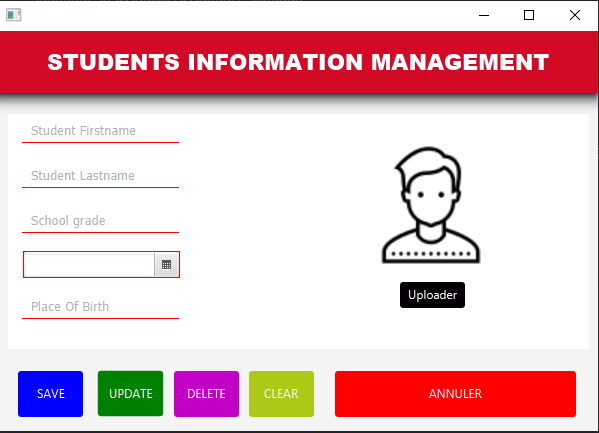 STUDENTS INFORMATION MANAGEMENT
Student Firstname
Student Lastname
School grade
Place Of Birth
Uploader
SAVE
UPDATE
DELETE
CLEAR
ANNULER